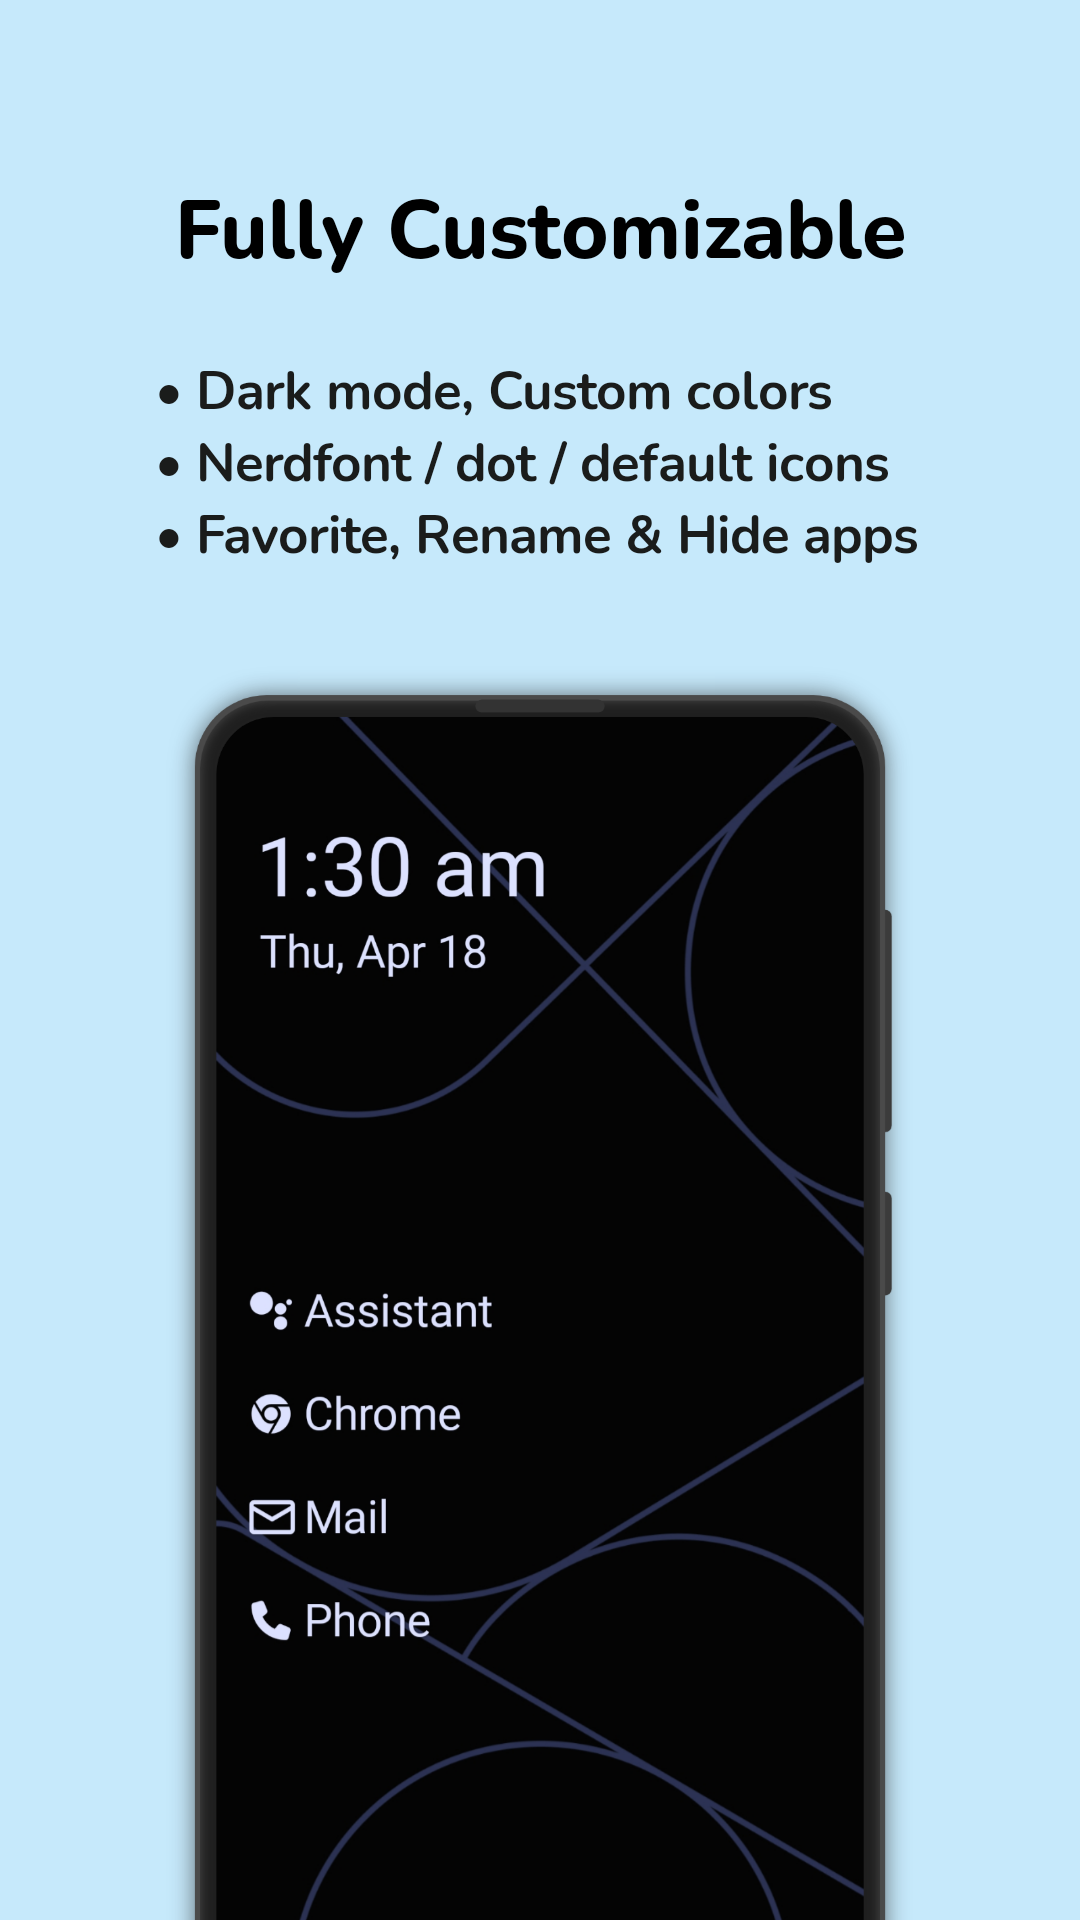 Fully Customizable
• Dark mode, Custom colors
• Nerdfont / dot / default icons
• Favorite, Rename & Hide apps
1:30 am
Thu, Apr 18
Assistant
Chrome
Mail
Phone